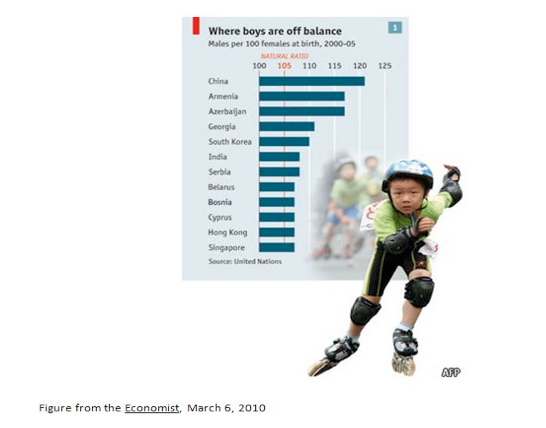 Where boys are off balance
1
Males per 100 females at birth, 2000-05
NATURAL RATIO
100 105 110 115 120 125
China
Armenia
Azerbaijan
Georgia
South Korea
India
Serbia
Belarus
Bosnia
Cyprus
Hong Kong
Singapore
Source: United Nations
AFP
Figure from the Economist, March 6, 2010